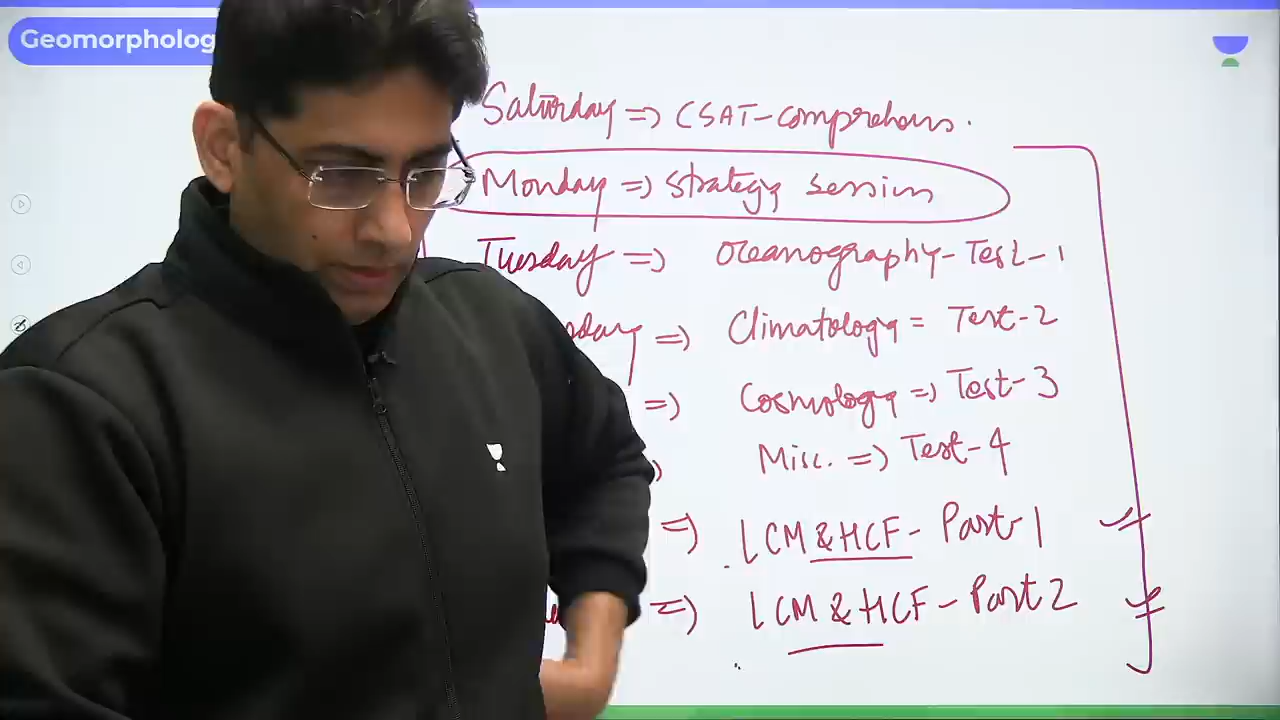 Geomorpholog
Saturday => CSAT-comprehens.
Monday => strategy session
Tuesday => Oceanography-Test-1
sday => Climatology = Test-2
=> Cosmology => Test-3
Misc. => Test-4
=> LCM & HCF - Part 1
=> LCM & HCF - Part 2